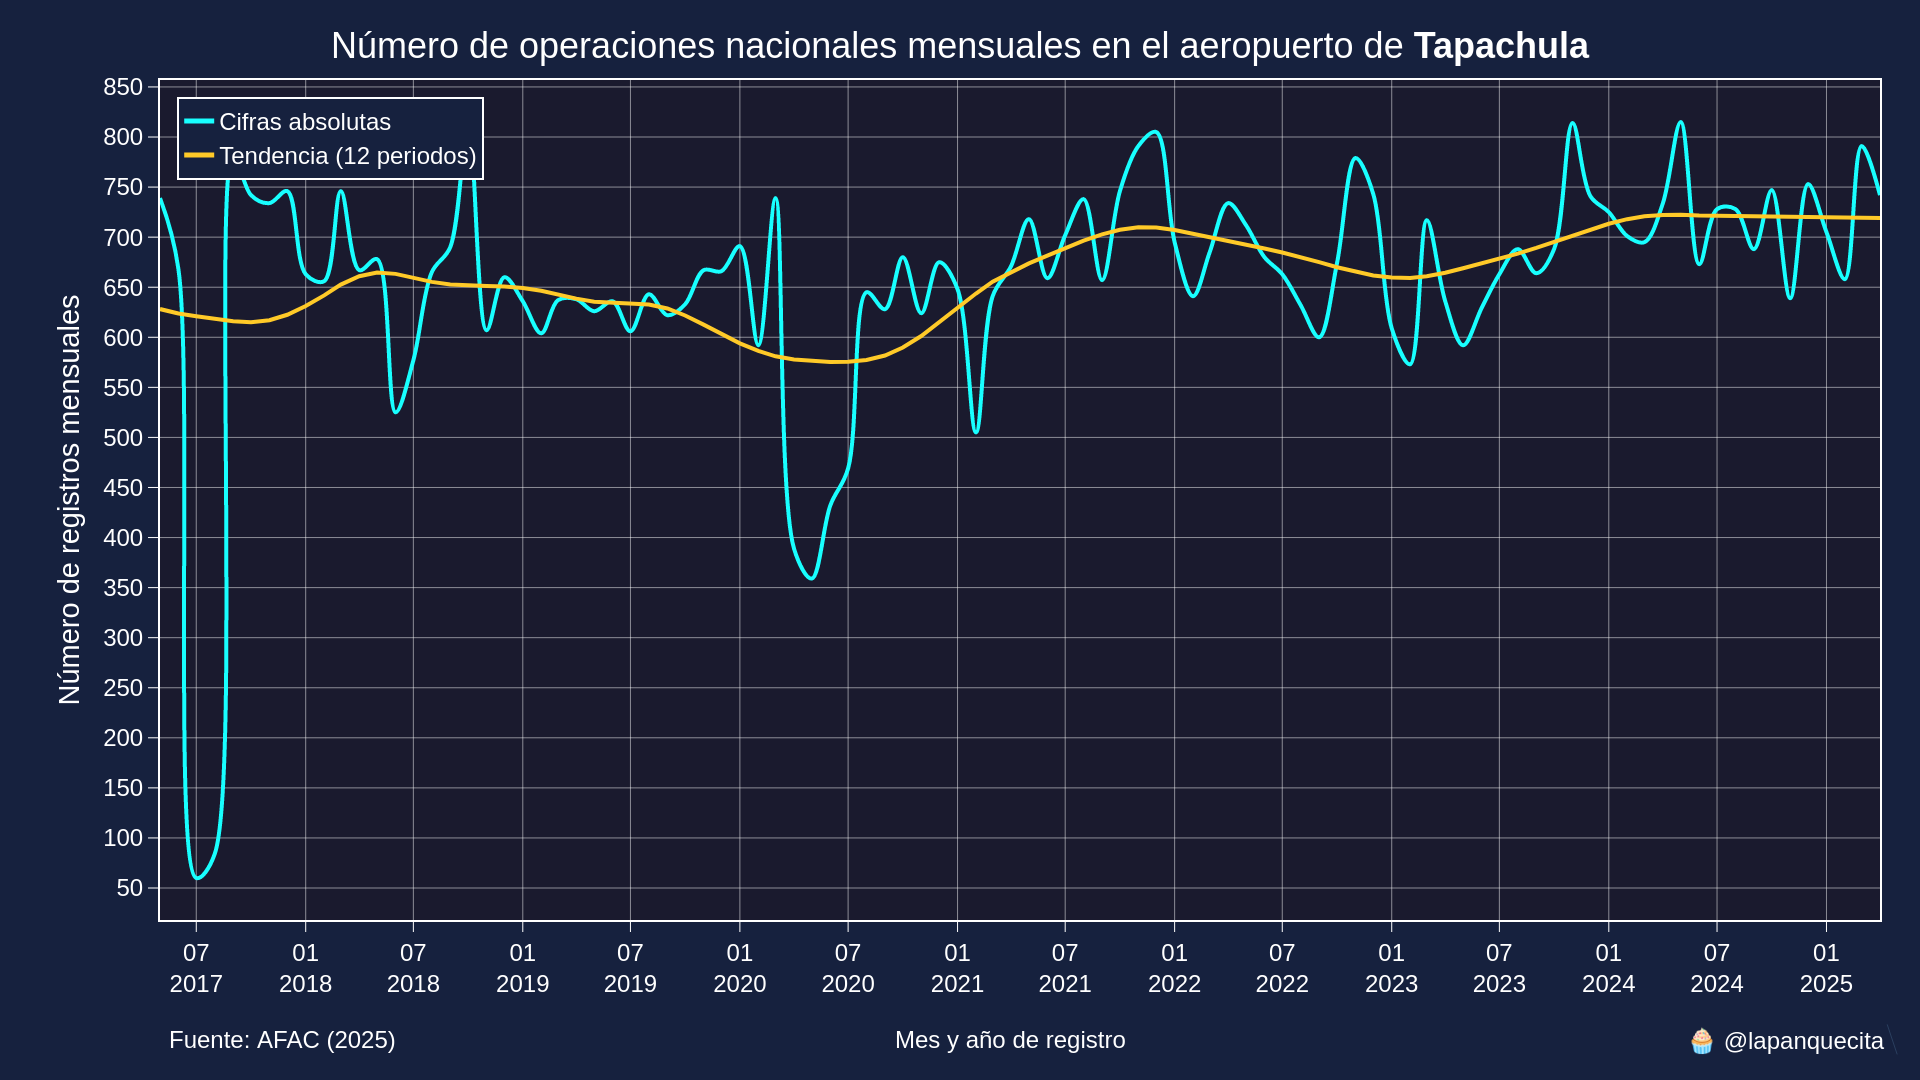 Número de operaciones nacionales mensuales en el aeropuerto de Tapachula
Cifras absolutas
Tendencia (12 periodos)
Número de registros mensuales
850
800
750
700
650
600
550
500
450
400
350
300
250
200
150
100
50
07 01 07 01 07 01 07 01 07 01 07 01 07 01 07 01
2017 2018 2018 2019 2019 2020 2020 2021 2021 2022 2022 2023 2023 2024 2024 2025
Fuente: AFAC (2025)
Mes y año de registro
🧁 @lapanquecita